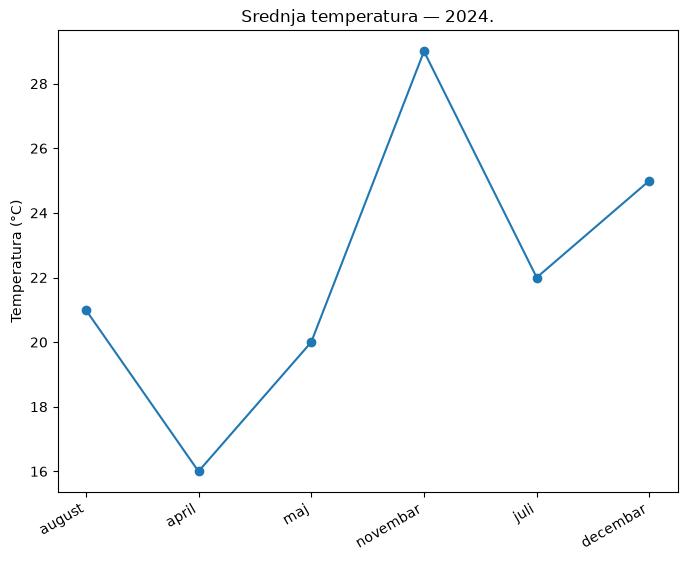 Srednja temperatura — 2024.
Temperatura (°C)
28
26
24
22
20
18
16
august
april
maj
novembar
juli
decembar